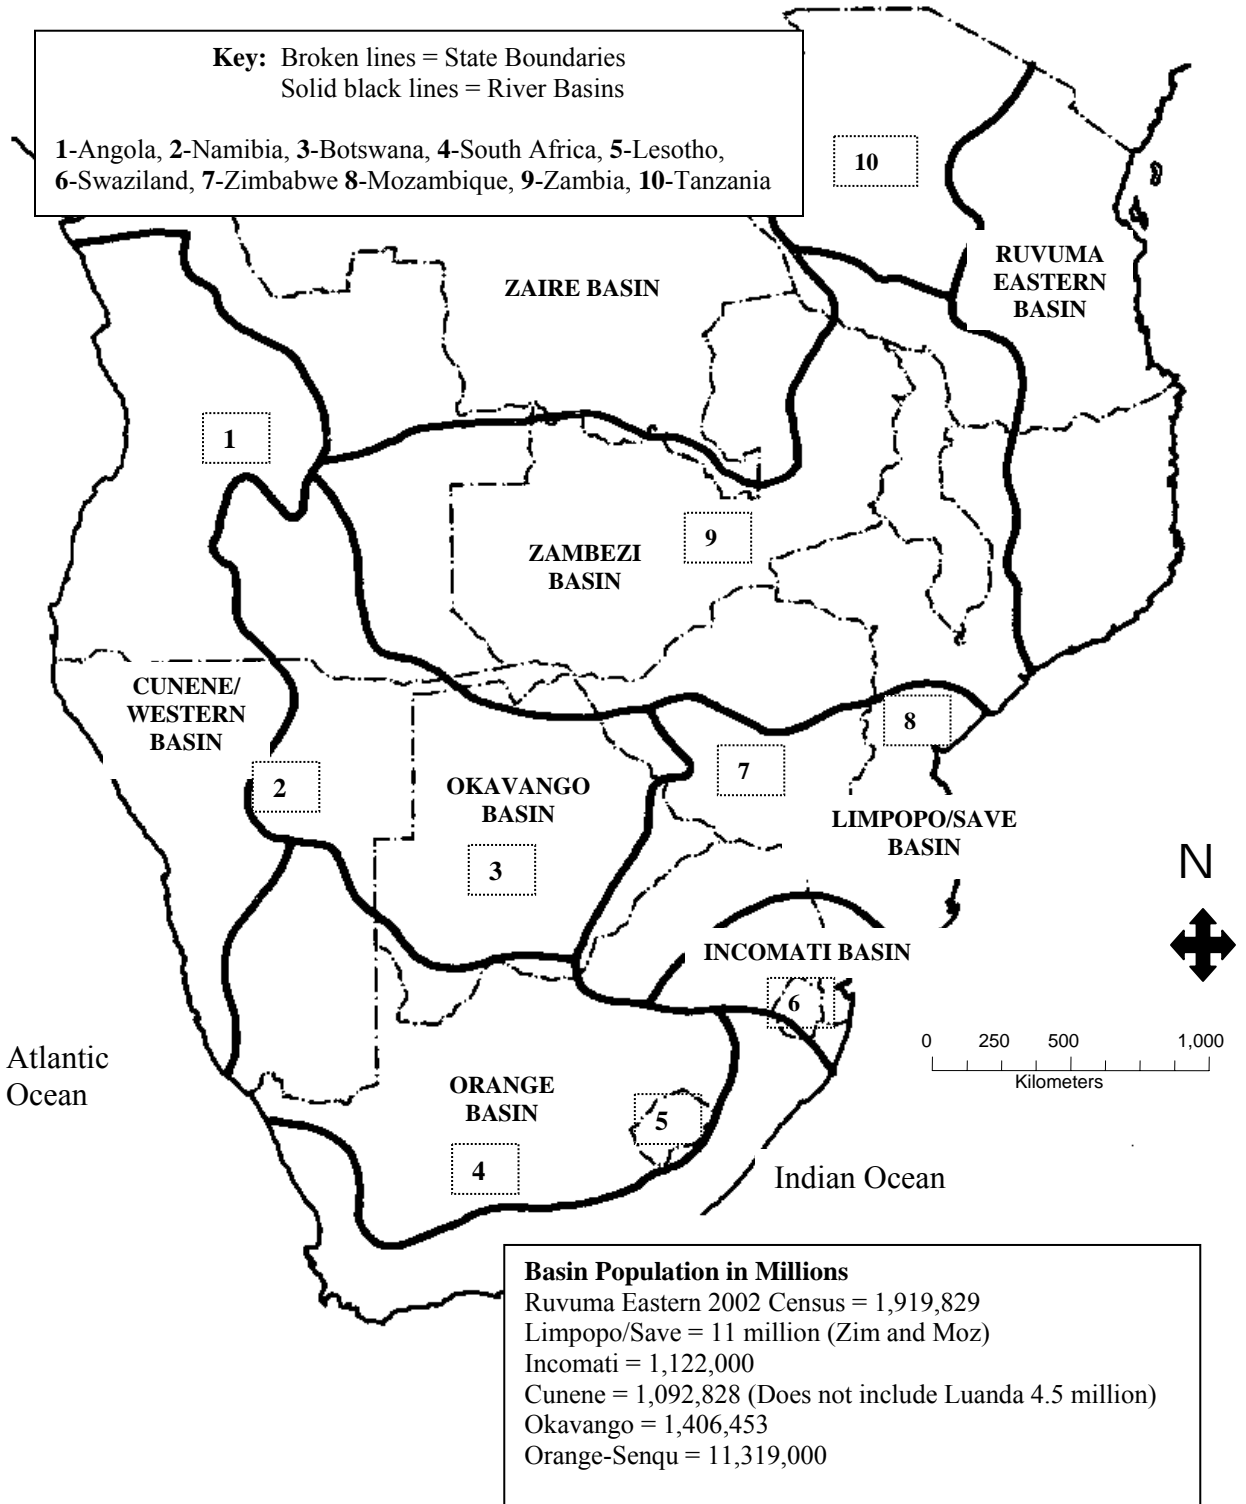 Key: Broken lines = State Boundaries
Solid black lines = River Basins
1-Angola, 2-Namibia, 3-Botswana, 4-South Africa, 5-Lesotho,
6-Swaziland, 7-Zimbabwe 8-Mozambique, 9-Zambia, 10-Tanzania
10
RUVUMA
EASTERN
BASIN
ZAIRE BASIN
1
9
ZAMBEZI
BASIN
CUNENE/
WESTERN
BASIN
8
7
2
OKAVANGO
BASIN
LIMPOPO/SAVE
BASIN
3
N
INCOMATI BASIN
6
0 250 500 1,000
Kilometers
Atlantic
Ocean
ORANGE
BASIN
5
4
Indian Ocean
Basin Population in Millions
Ruvuma Eastern 2002 Census = 1,919,829
Limpopo/Save = 11 million (Zim and Moz)
Incomati = 1,122,000
Cunene = 1,092,828 (Does not include Luanda 4.5 million)
Okavango = 1,406,453
Orange-Senqu = 11,319,000